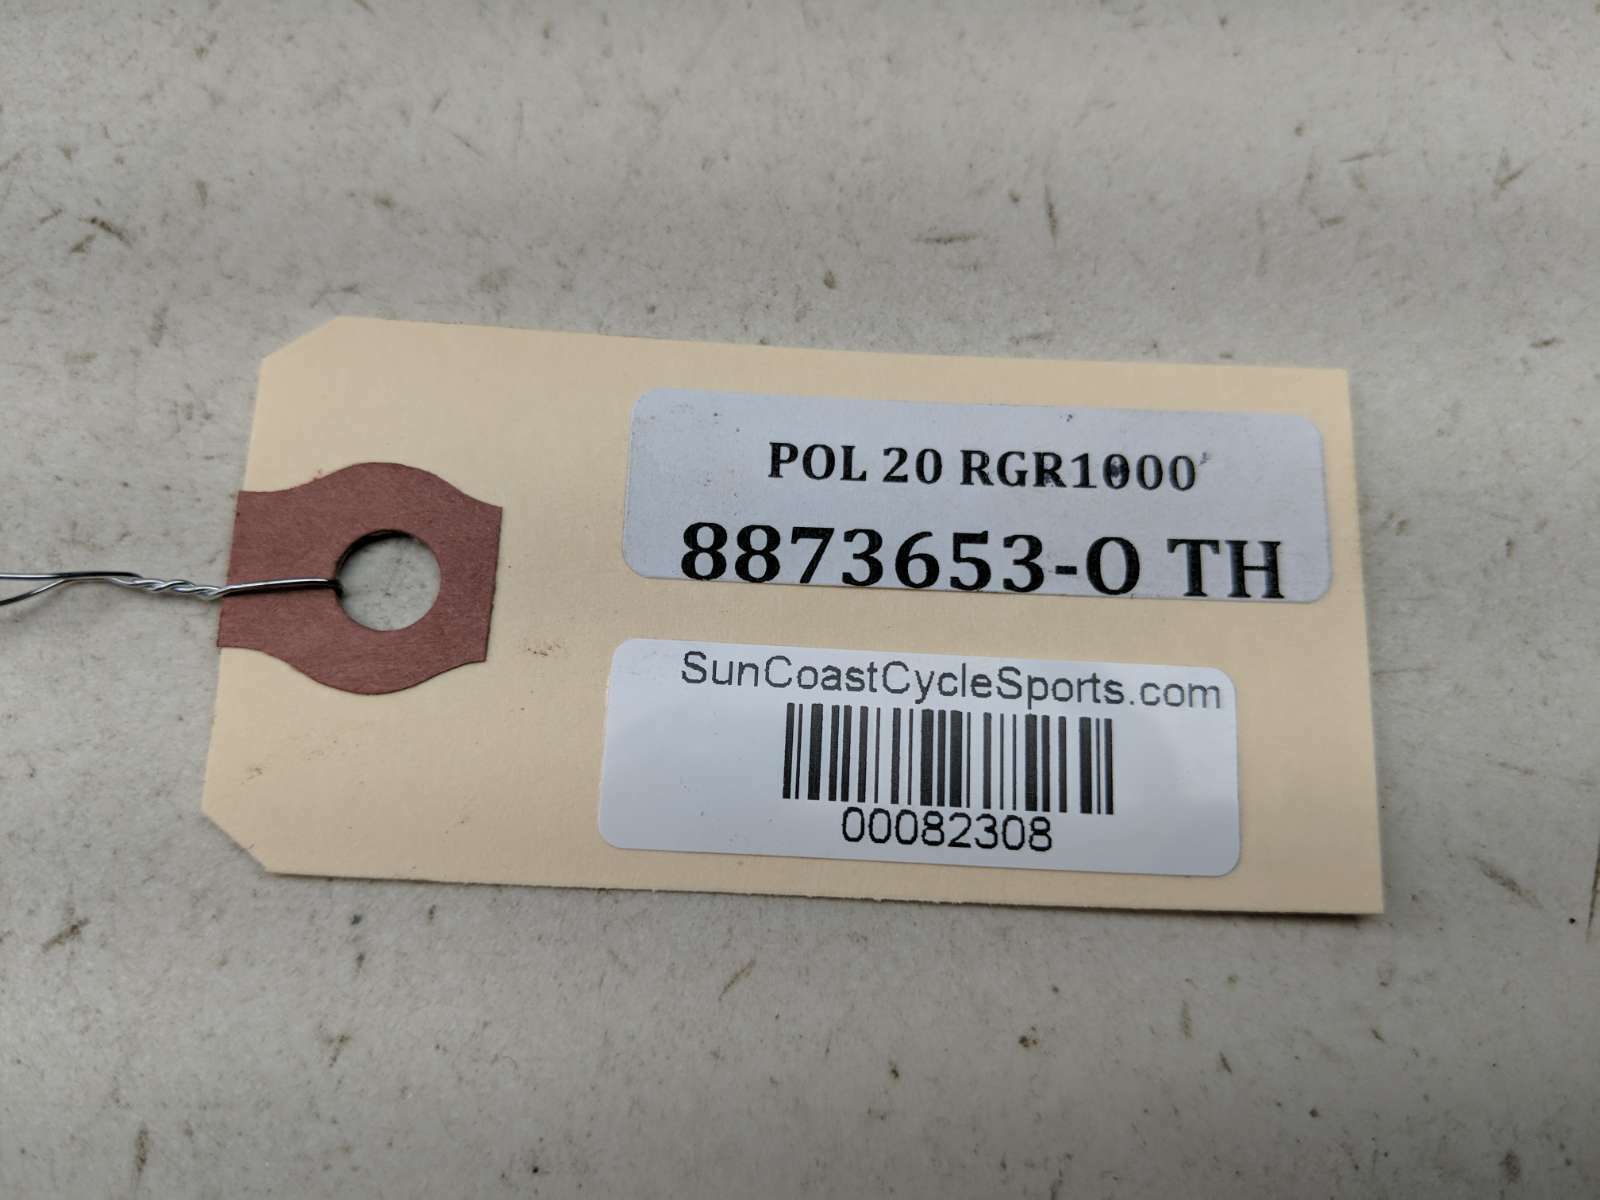 POL 20 RGR1000
8873653-O TH
SunCoastCycleSports.com
00082308